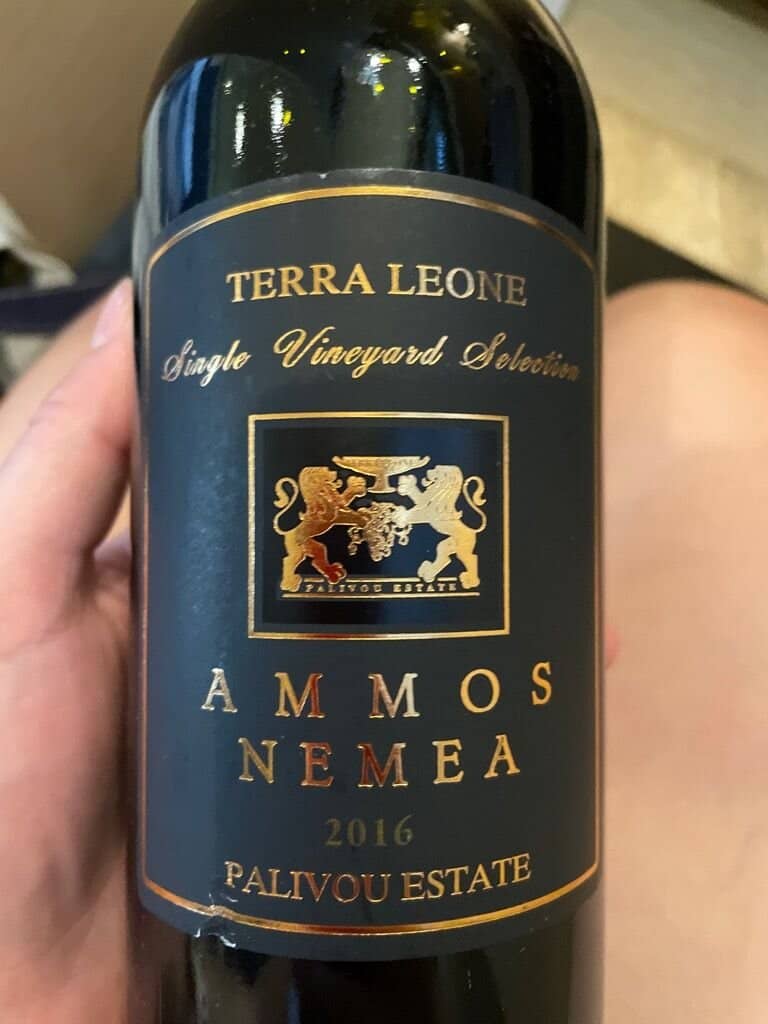 TERRA LEONE
Single Vineyard Selection
PALIVOU ESTATE
AMMOS
NEMEA
2016
PALIVOU ESTATE